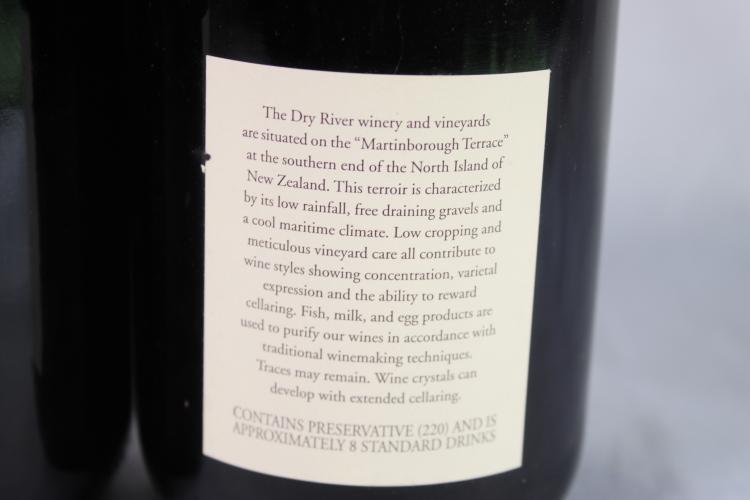 The Dry River winery and vineyards
are situated on the “Martinborough Terrace”
at the southern end of the North Island of
New Zealand. This terroir is characterized
by its low rainfall, free draining gravels and
a cool maritime climate. Low cropping and
meticulous vineyard care all contribute to
wine styles showing concentration, varietal
expression and the ability to reward
cellaring. Fish, milk, and egg products are
used to purify our wines in accordance with
traditional winemaking techniques.
Traces may remain. Wine crystals can
develop with extended cellaring.
CONTAINS PRESERVATIVE (220) AND IS
APPROXIMATELY 8 STANDARD DRINKS